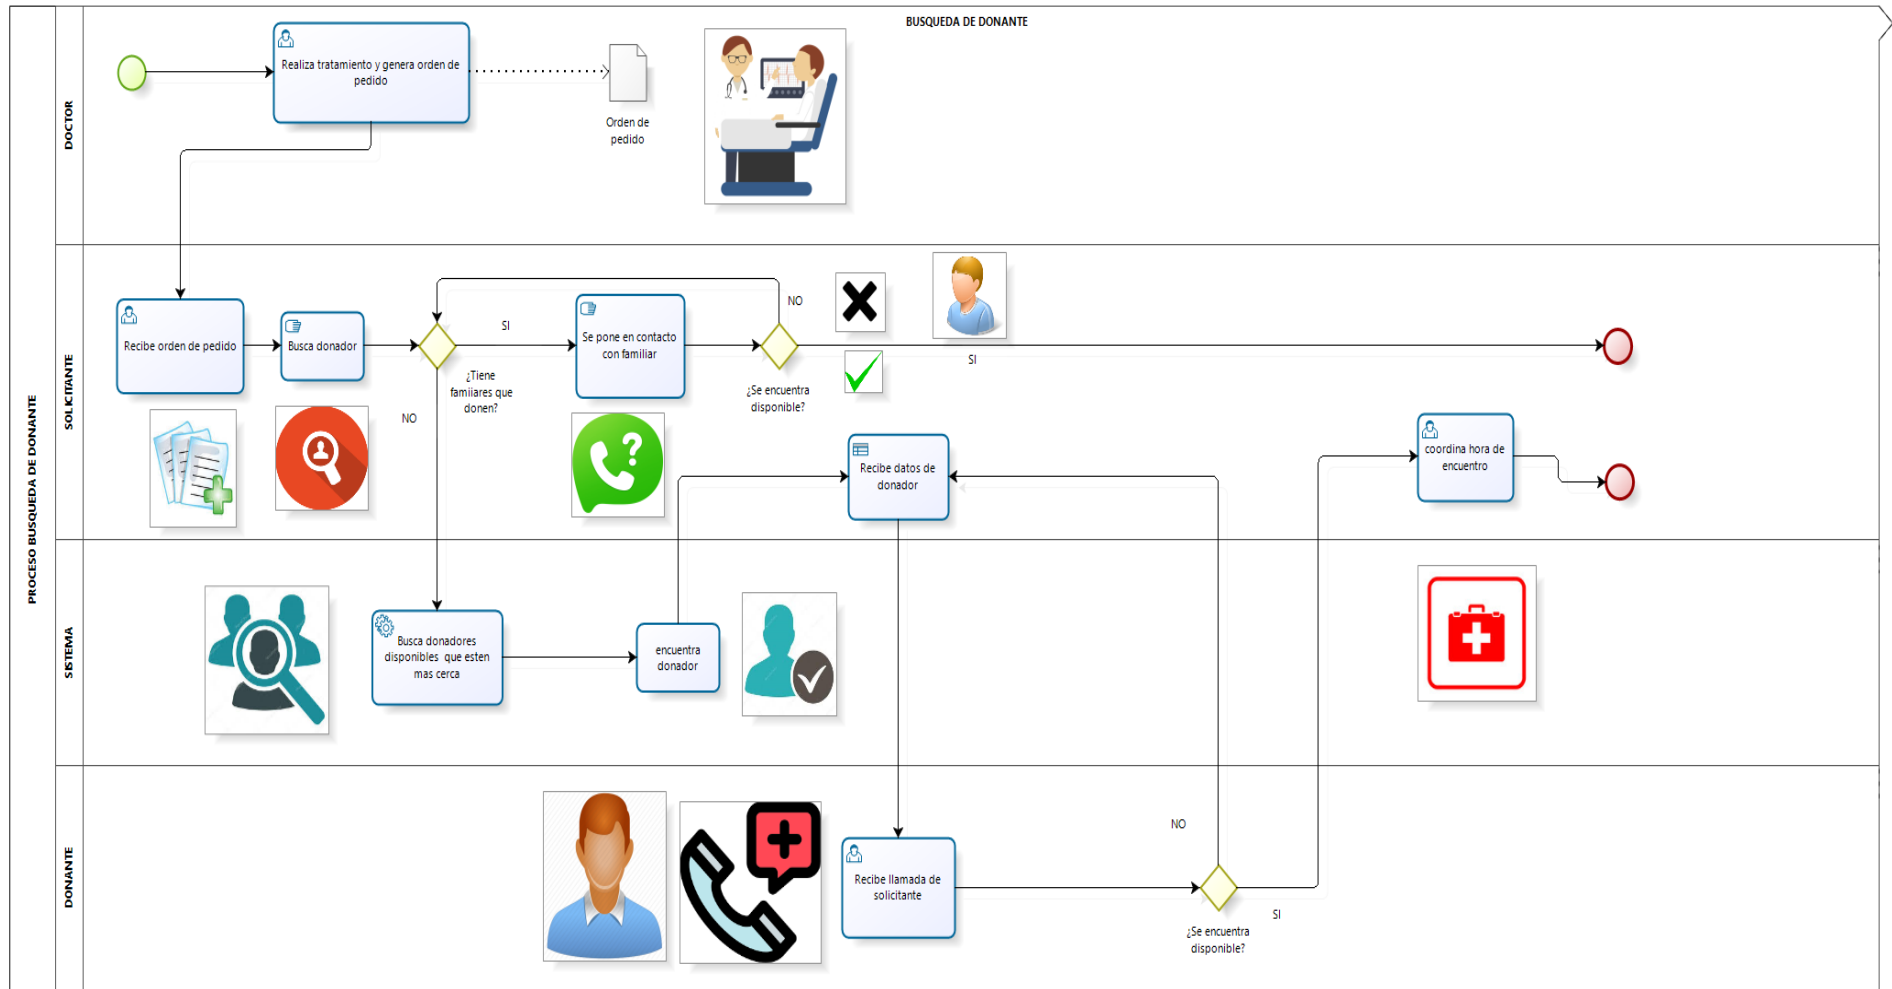 BUSQUEDA DE DONANTE
PROCESO BUSQUEDA DE DONANTE
DOCTOR
Realiza tratamiento y genera orden de
pedido
Orden de
pedido
SOLICITANTE
Recibe orden de pedido
Busca donador
¿Tiene
famiiares que
donen?
SI
NO
Se pone en contacto
con familiar
¿Se encuentra
disponible?
NO
SI
Recibe datos de
donador
coordina hora de
encuentro
SISTEMA
Busca donadores
disponibles que esten
mas cerca
encuentra
donador
DONANTE
Recibe llamada de
solicitante
¿Se encuentra
disponible?
NO
SI